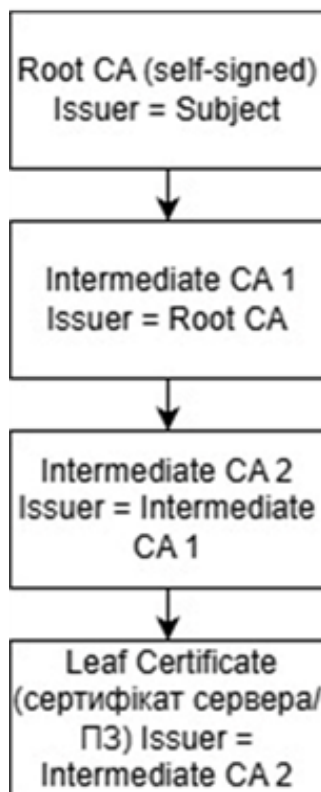 Root CA (self-signed)
Issuer = Subject
Intermediate CA 1
Issuer = Root CA
Intermediate CA 2
Issuer = Intermediate
CA 1
Leaf Certificate
(сертифікат сервера/
ПЗ) Issuer =
Intermediate CA 2